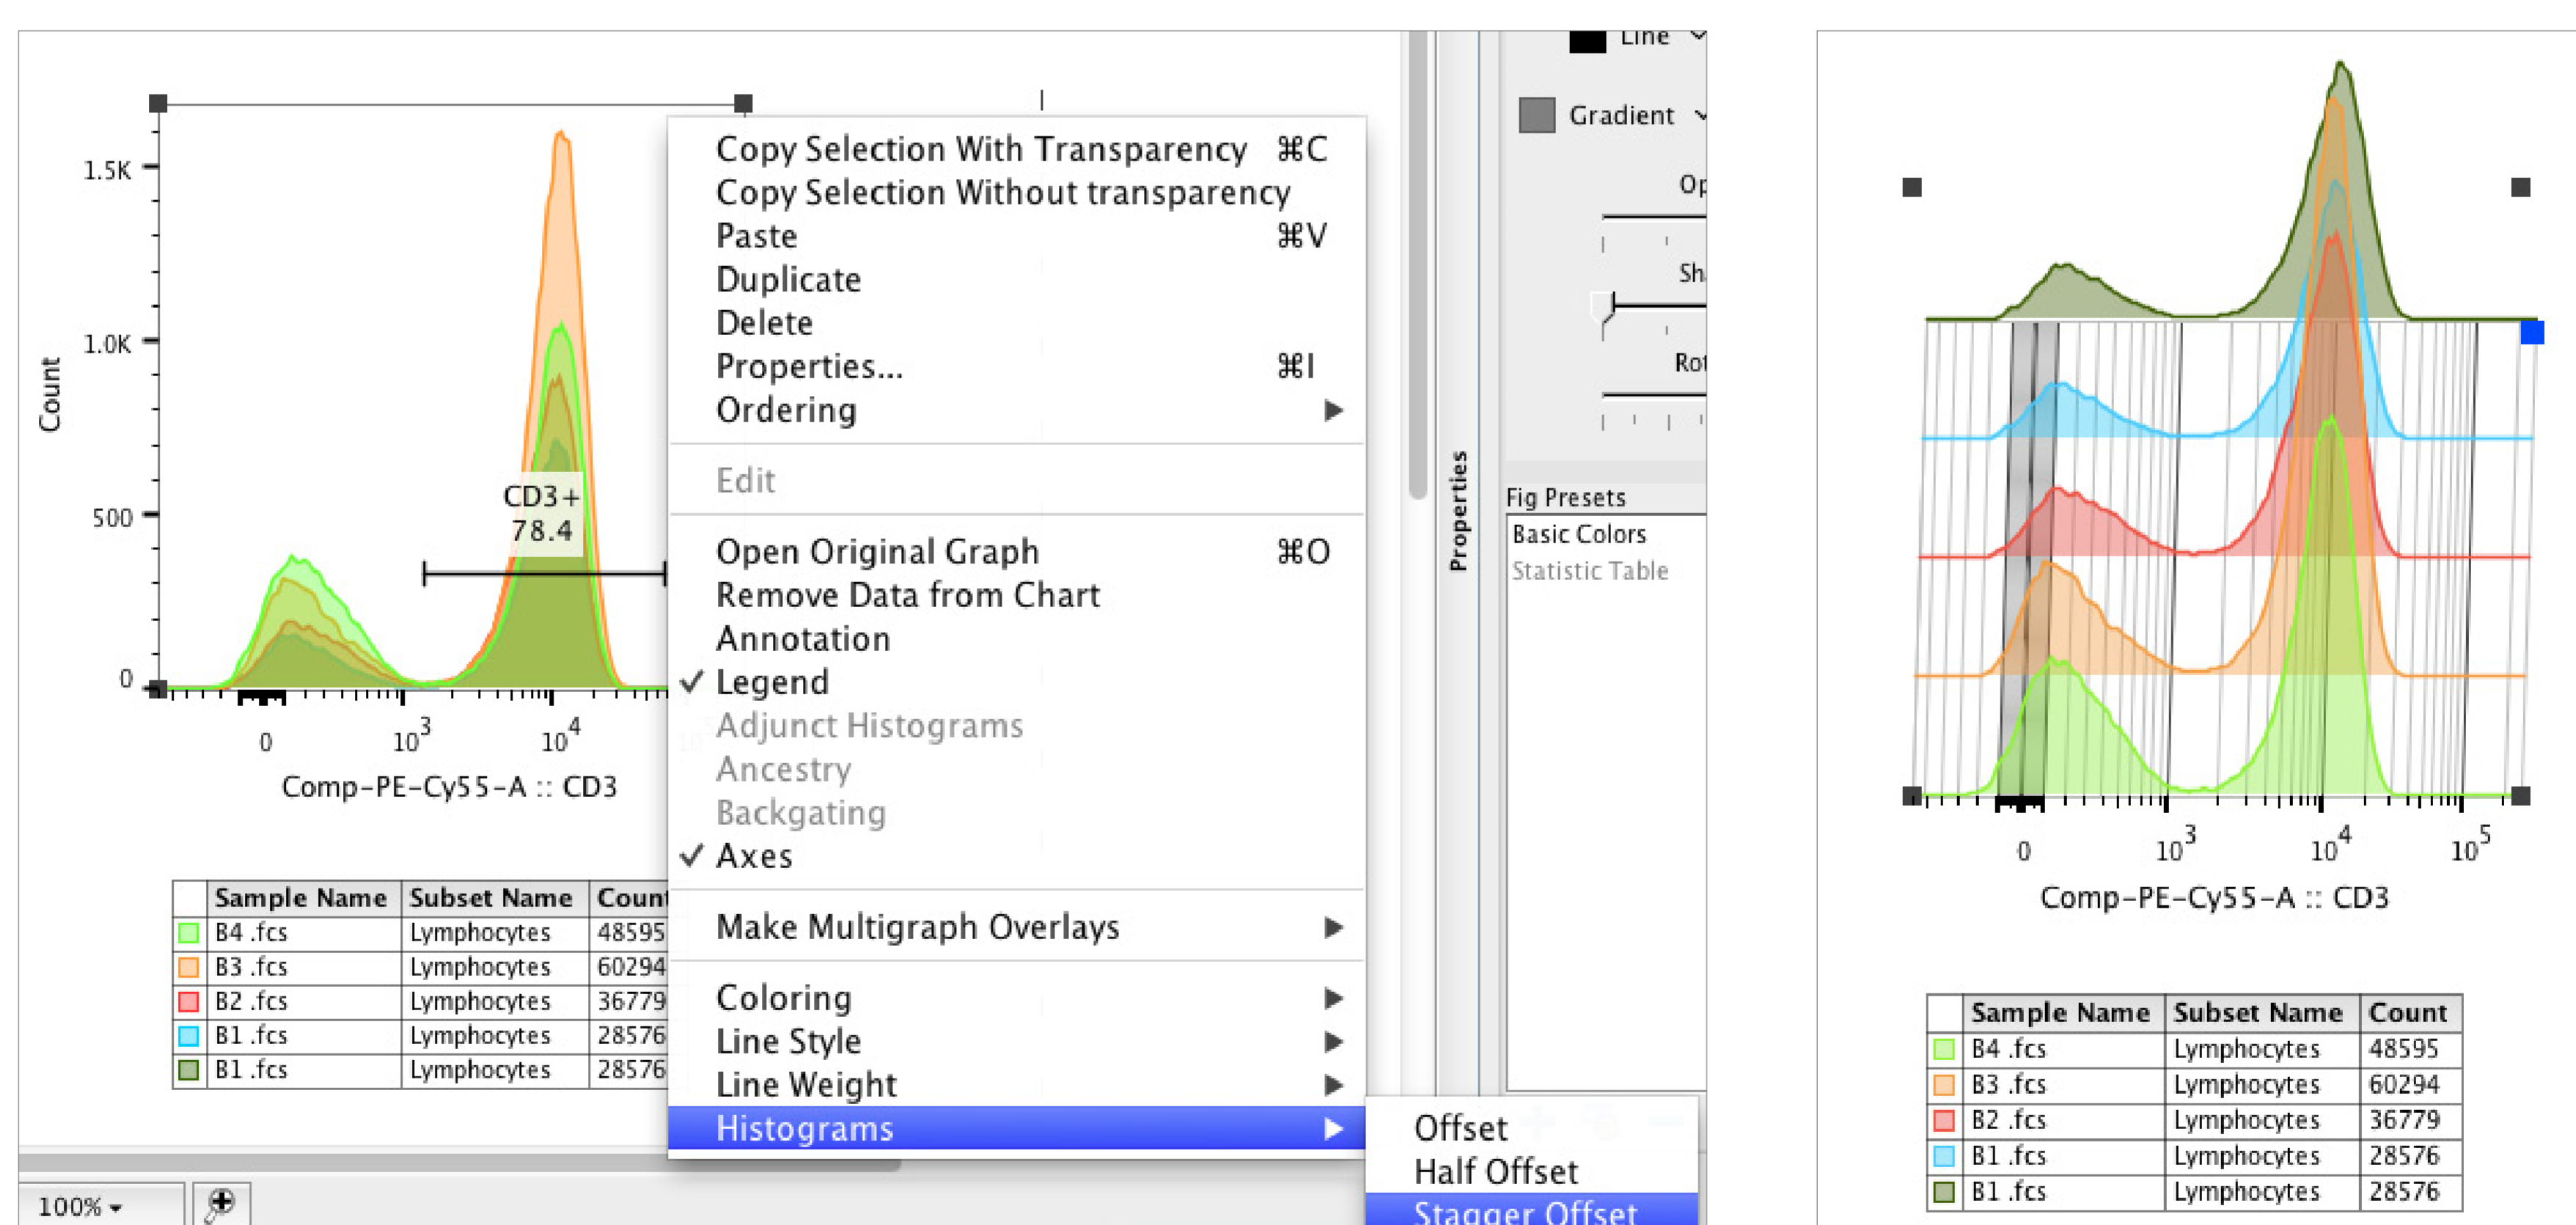 1.5K
1.0K
500
0
Count
CD3+
78.4
0 10³ 10⁴
Comp-PE-Cy55-A :: CD3
Sample Name Subset Name Count
B4 .fcs Lymphocytes 48595
B3 .fcs Lymphocytes 60294
B2 .fcs Lymphocytes 36779
B1 .fcs Lymphocytes 28576
B1 .fcs Lymphocytes 28576
100%
Copy Selection With Transparency ⌘C
Copy Selection Without transparency
Paste ⌘V
Duplicate
Delete
Properties... ⌘I
Ordering
Edit
Open Original Graph ⌘O
Remove Data from Chart
Annotation
Legend
Adjunct Histograms
Ancestry
Backgating
Axes
Make Multigraph Overlays
Coloring
Line Style
Line Weight
Histograms
Offset
Half Offset
Stagger Offset
Properties
Line
Gradient
Op
Sh
Rot
Fig Presets
Basic Colors
Statistic Table
0 10³ 10⁴ 10⁵
Comp-PE-Cy55-A :: CD3
Sample Name Subset Name Count
B4 .fcs Lymphocytes 48595
B3 .fcs Lymphocytes 60294
B2 .fcs Lymphocytes 36779
B1 .fcs Lymphocytes 28576
B1 .fcs Lymphocytes 28576